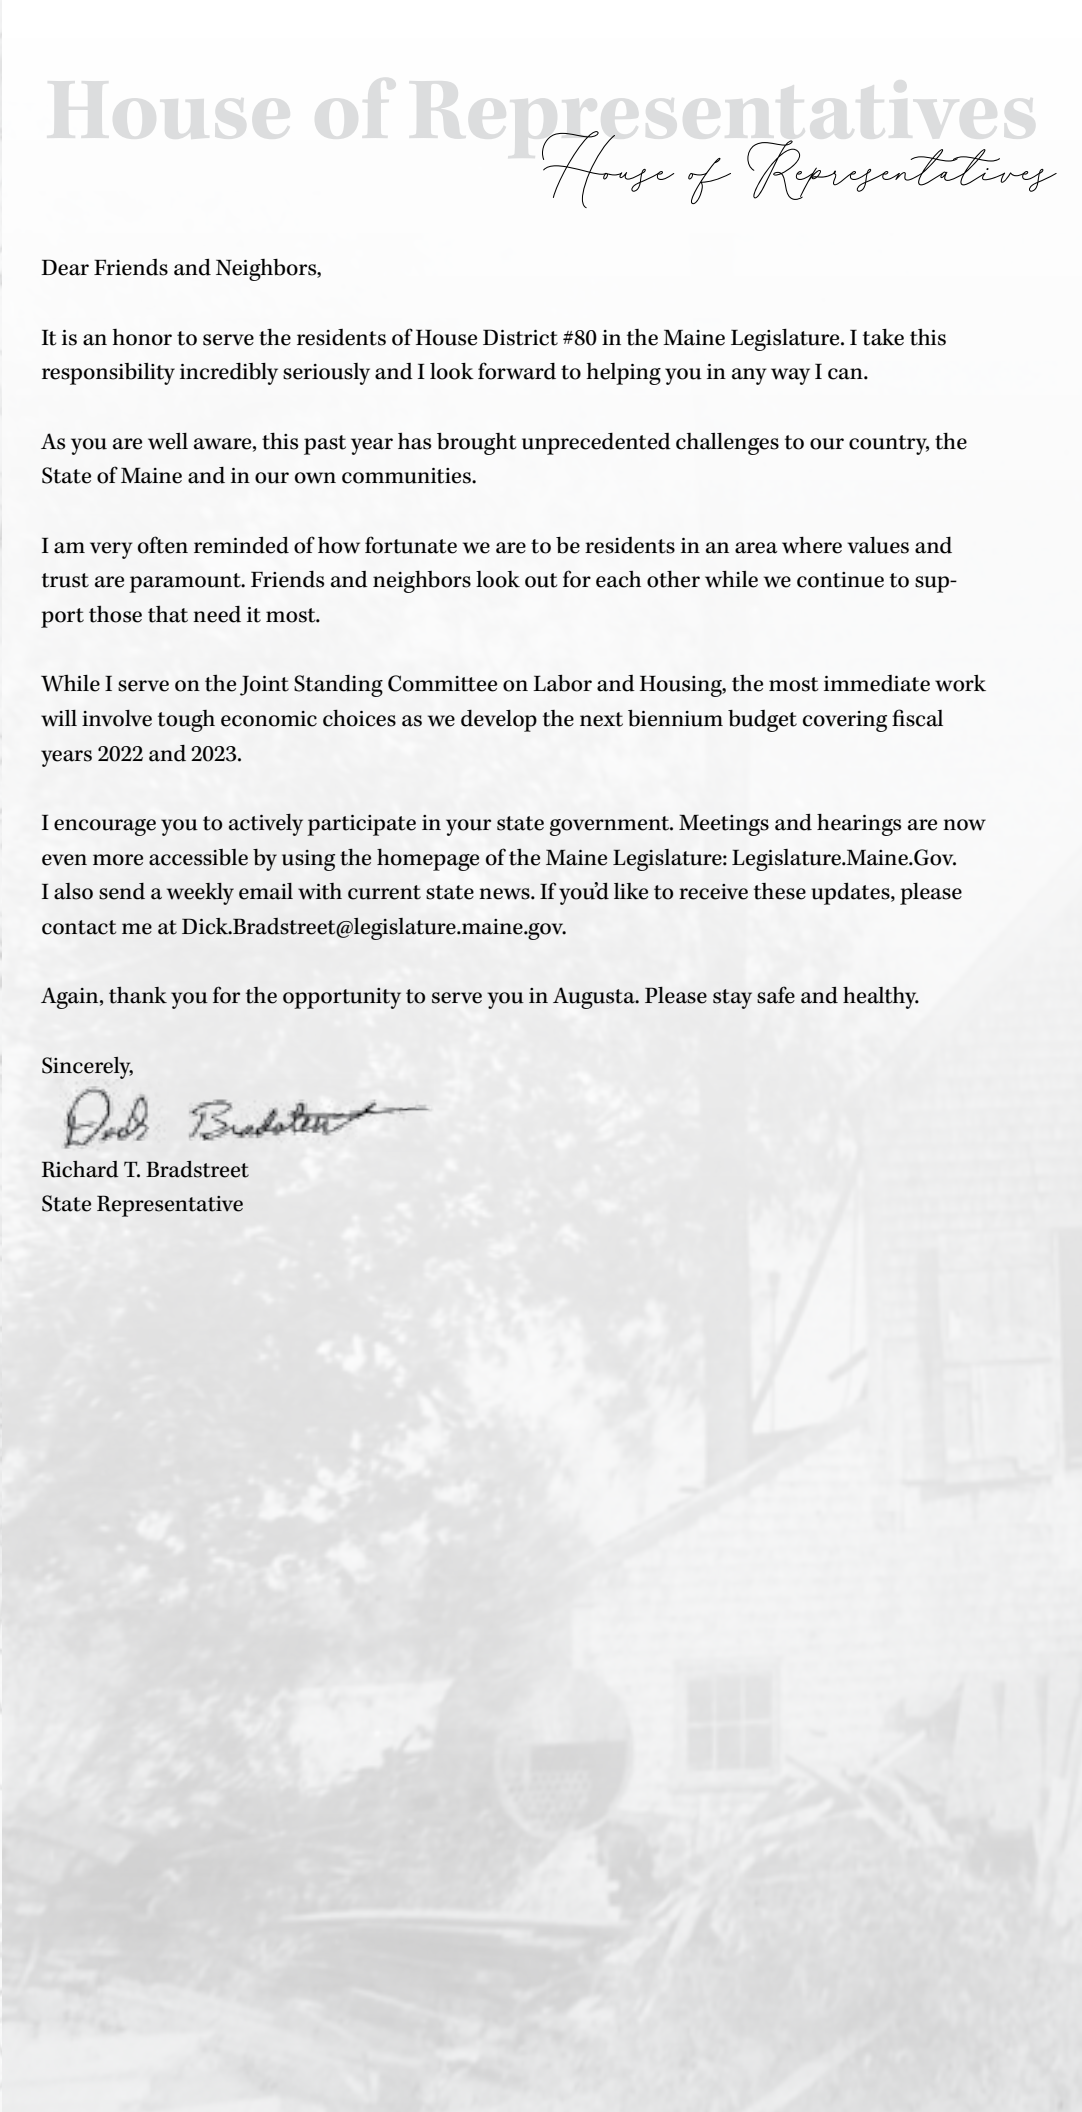 House of Representatives
House of Representatives
Dear Friends and Neighbors,
It is an honor to serve the residents of House District #80 in the Maine Legislature. I take this
responsibility incredibly seriously and I look forward to helping you in any way I can.
As you are well aware, this past year has brought unprecedented challenges to our country, the
State of Maine and in our own communities.
I am very often reminded of how fortunate we are to be residents in an area where values and
trust are paramount. Friends and neighbors look out for each other while we continue to sup-
port those that need it most.
While I serve on the Joint Standing Committee on Labor and Housing, the most immediate work
will involve tough economic choices as we develop the next biennium budget covering fiscal
years 2022 and 2023.
I encourage you to actively participate in your state government. Meetings and hearings are now
even more accessible by using the homepage of the Maine Legislature: Legislature.Maine.Gov.
I also send a weekly email with current state news. If you'd like to receive these updates, please
contact me at Dick.Bradstreet@legislature.maine.gov.
Again, thank you for the opportunity to serve you in Augusta. Please stay safe and healthy.
Sincerely,
Dick Bradstreet
Richard T. Bradstreet
State Representative